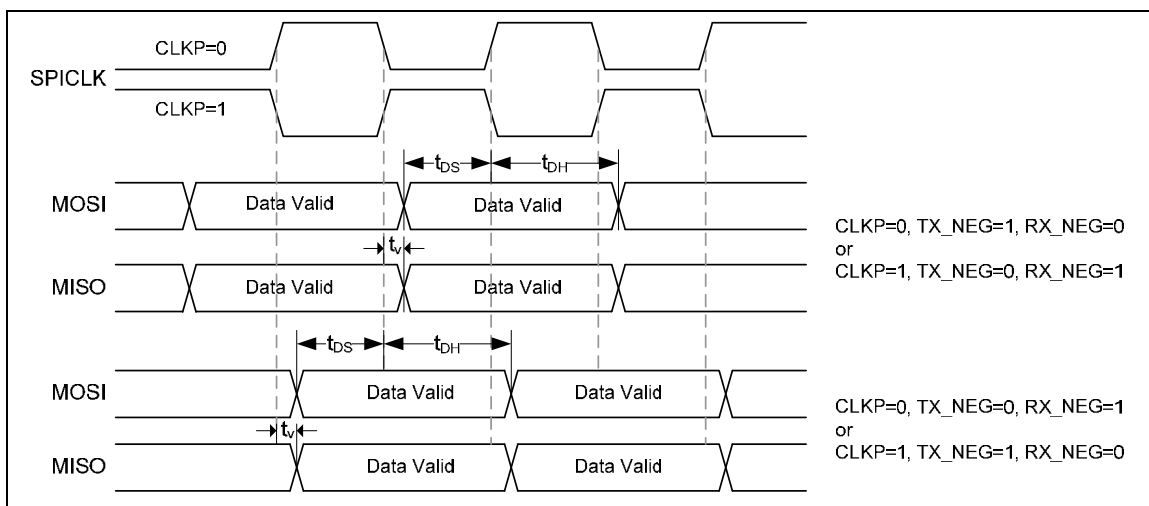 CLKP=0
SPICLK
CLKP=1
tDS
tDH
MOSI
Data Valid
Data Valid
tv
MISO
Data Valid
Data Valid
CLKP=0, TX_NEG=1, RX_NEG=0
or
CLKP=1, TX_NEG=0, RX_NEG=1
tDS
tDH
MOSI
Data Valid
Data Valid
tv
MISO
Data Valid
Data Valid
CLKP=0, TX_NEG=0, RX_NEG=1
or
CLKP=1, TX_NEG=1, RX_NEG=0